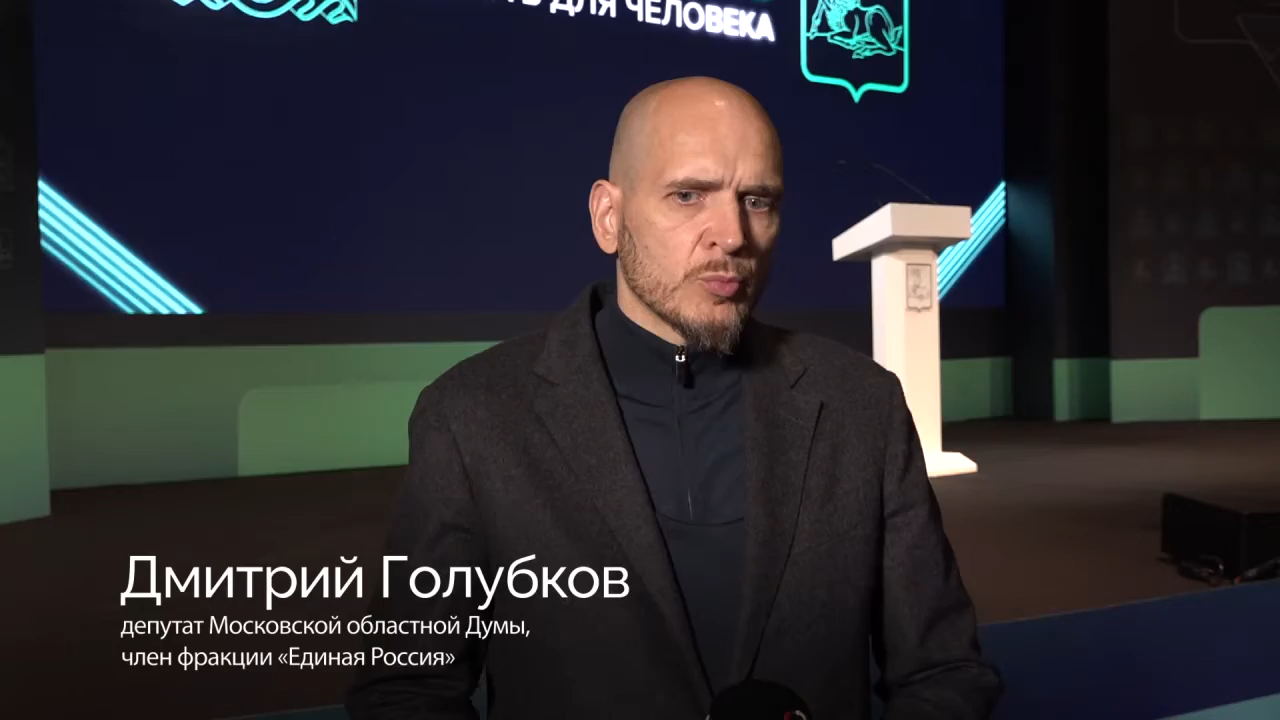 ДЛЯ ЧЕЛОВЕКА
Дмитрий Голубков
депутат Московской областной Думы,
член фракции «Единая Россия»